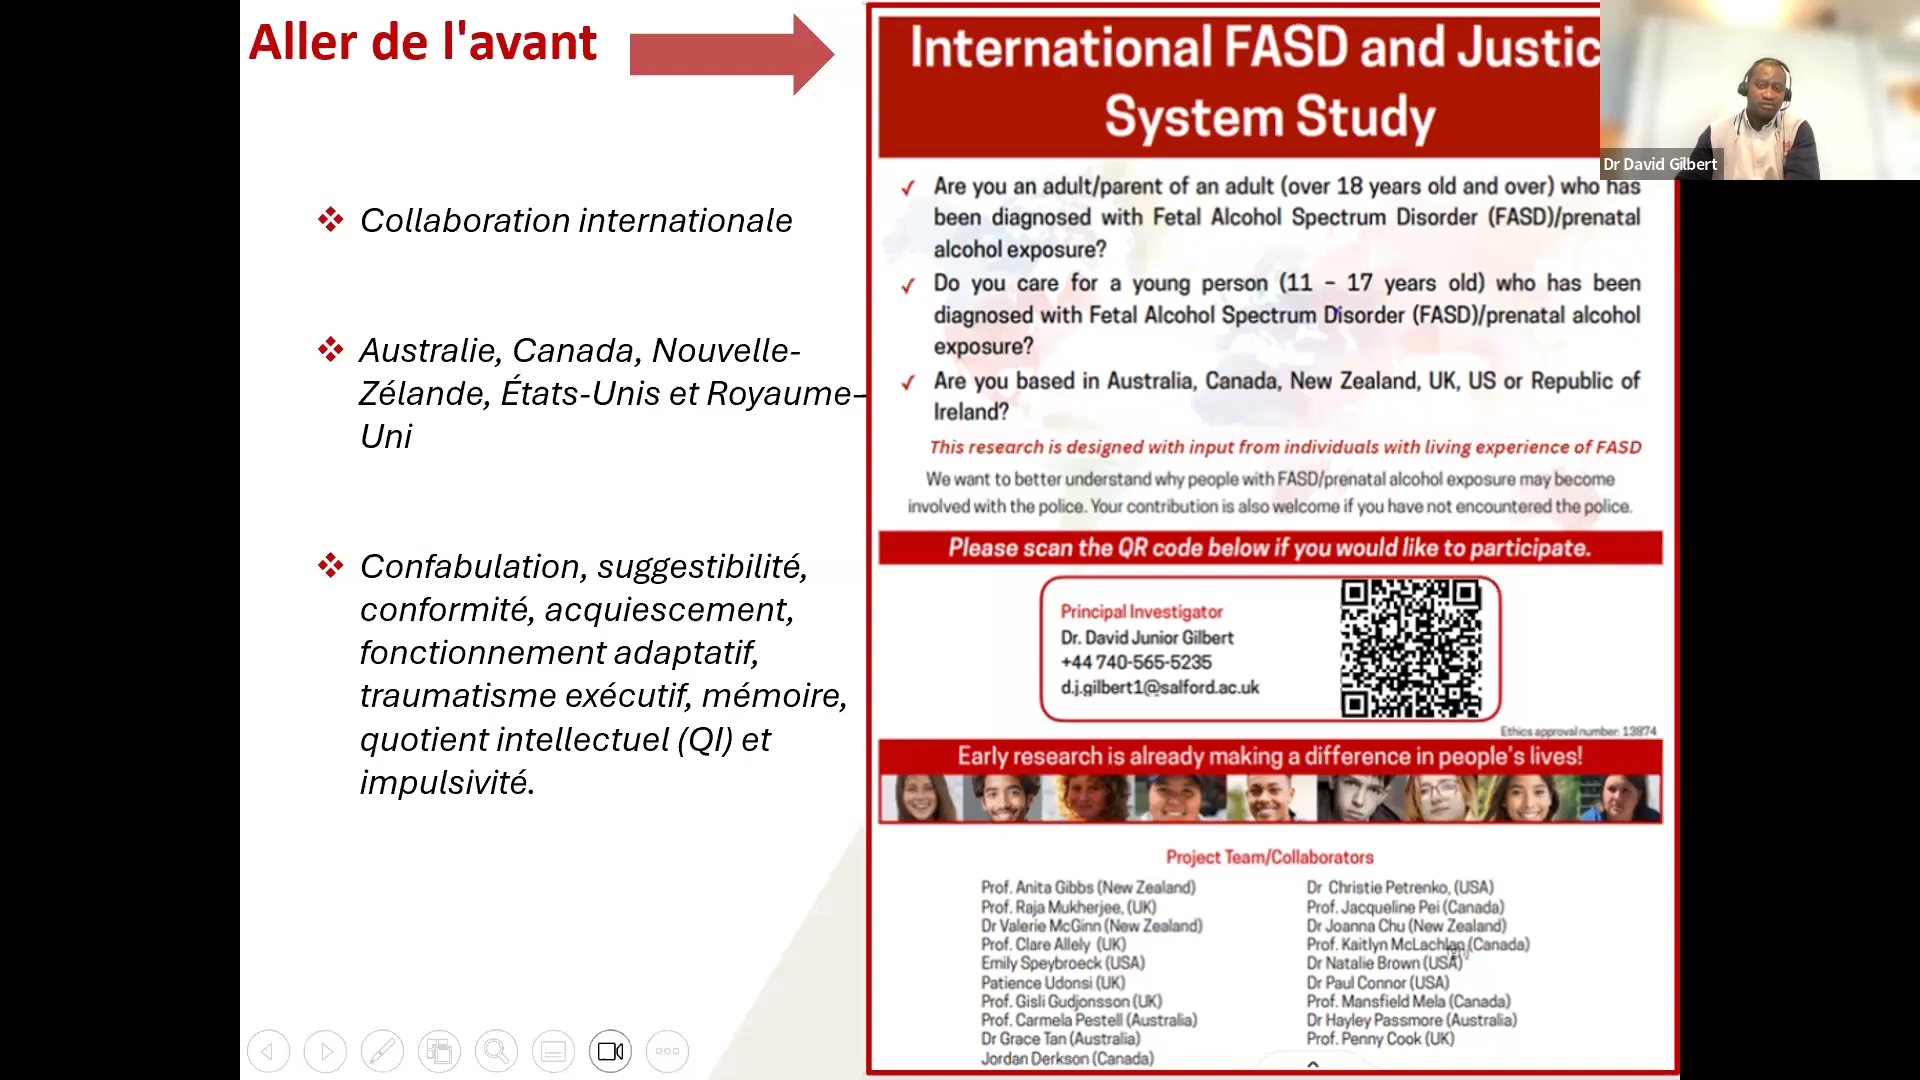 Aller de l'avant
Collaboration internationale
Australie, Canada, Nouvelle-
Zélande, États-Unis et Royaume-
Uni
Confabulation, suggestibilité,
conformité, acquiescement,
fonctionnement adaptatif,
traumatisme exécutif, mémoire,
quotient intellectuel (QI) et
impulsivité.
International FASD and Justic
System Study
Are you an adult/parent of an adult (over 18 years old and over) who has
been diagnosed with Fetal Alcohol Spectrum Disorder (FASD)/prenatal
alcohol exposure?
Do you care for a young person (11 – 17 years old) who has been
diagnosed with Fetal Alcohol Spectrum Disorder (FASD)/prenatal alcohol
exposure?
Are you based in Australia, Canada, New Zealand, UK, US or Republic of
Ireland?
This research is designed with input from individuals with living experience of FASD
We want to better understand why people with FASD/prenatal alcohol exposure may become
involved with the police. Your contribution is also welcome if you have not encountered the police.
Please scan the QR code below if you would like to participate.
Principal Investigator
Dr. David Junior Gilbert
+44 740-565-5235
d.j.gilbert1@salford.ac.uk
Ethics approval number: 13874
Early research is already making a difference in people's lives!
Project Team/Collaborators
Prof. Anita Gibbs (New Zealand)
Prof. Raja Mukherjee, (UK)
Dr Valerie McGinn (New Zealand)
Prof. Clare Allely (UK)
Emily Speybroeck (USA)
Patience Udonsi (UK)
Prof. Gisli Gudjonsson (UK)
Prof. Carmela Pestell (Australia)
Dr Grace Tan (Australia)
Jordan Derkson (Canada)
Dr Christie Petrenko, (USA)
Prof. Jacqueline Pei (Canada)
Dr Joanna Chu (New Zealand)
Prof. Kaitlyn McLachlan (Canada)
Dr Natalie Brown (USA)
Dr Paul Connor (USA)
Prof. Mansfield Mela (Canada)
Dr Hayley Passmore (Australia)
Prof. Penny Cook (UK)
Dr David Gilbert